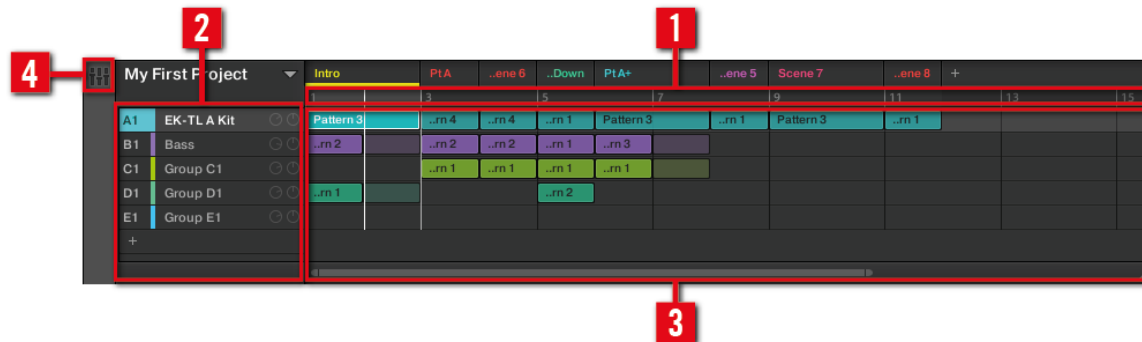 2
1
4
My First Project
Intro
PtA
..ene 6
..Down
PtA+
..ene 5
Scene 7
..ene 8
+
1
3
5
7
9
11
13
15
A1 EK-TL A Kit
Pattern 3
..rn 4
..rn 4
..rn 1
Pattern 3
..rn 1
Pattern 3
..rn 1
B1 Bass
..rn 2
..rn 2
..rn 2
..rn 1
..rn 3
C1 Group C1
..rn 1
..rn 1
..rn 1
..rn 1
D1 Group D1
..rn 1
..rn 2
E1 Group E1
+
3